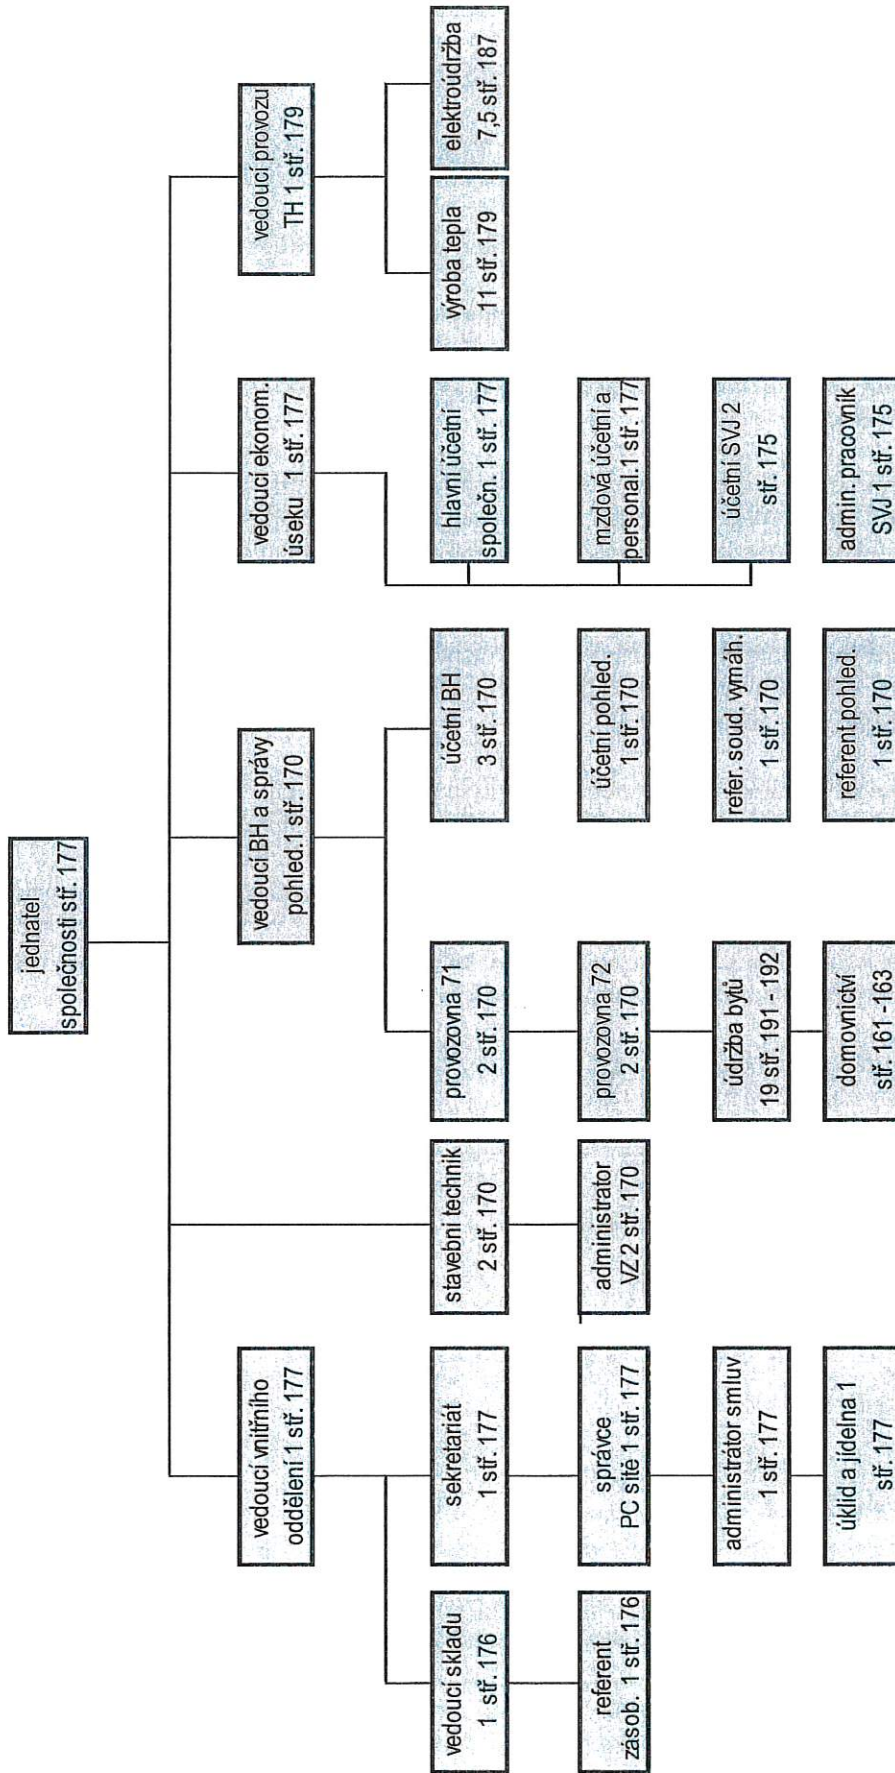 jednatel
společnosti stř. 177
vedoucí vnitřního
oddělení 1 stř. 177
vedoucí BH a správy
pohled.1 stř. 170
vedoucí ekonom.
úseku 1 stř. 177
vedoucí provozu
TH 1 stř. 179
vedoucí skladu
1 stř. 176
sekretariát
1 stř. 177
stavební technik
2 stř. 170
provozovna 71
2 stř. 170
účetní BH
3 stř. 170
hlavní účetní
společn. 1 stř. 177
výroba tepla
11 stř. 179
elektroúdržba
7,5 stř. 187
referent
zásob. 1 stř. 176
správce
PC sítě 1 stř. 177
administrátor
VZ 2 stř. 170
provozovna 72
2 stř. 170
účetní pohled.
1 stř. 170
mzdová účetní a
personal.1 stř. 177
administrátor smluv
1 stř. 177
údržba bytů
19 stř. 191 - 192
refer. soud. vymáh.
1 stř. 170
účetní SVJ 2
stř. 175
úklid a jídelna 1
stř. 177
domovnictví
stř. 161 -163
referent pohled.
1 stř. 170
admin. pracovník
SVJ 1 stř. 175